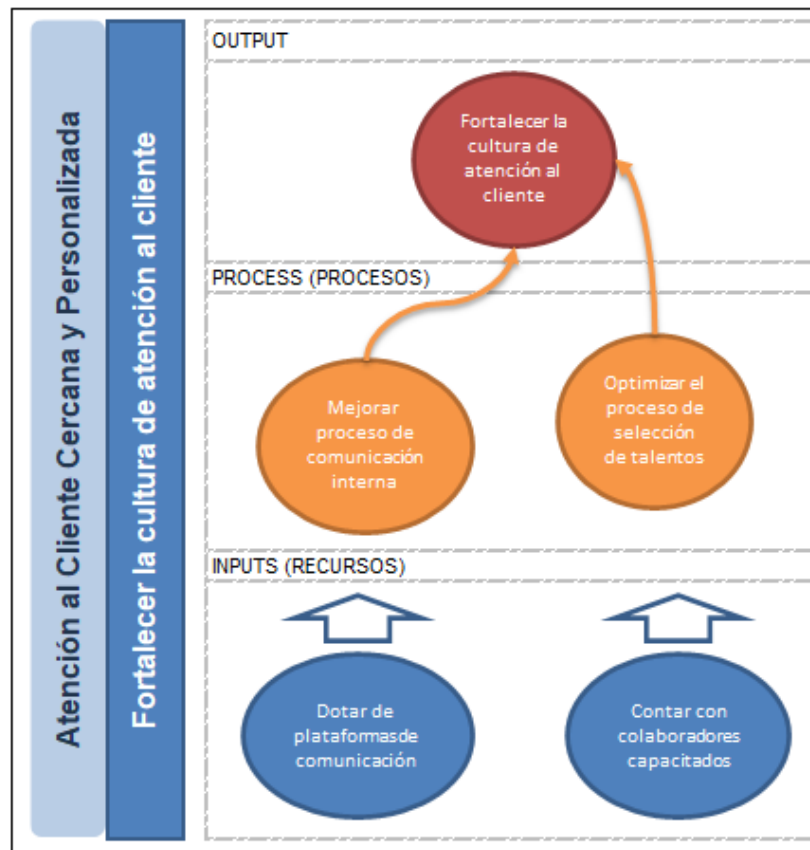 Atención al Cliente Cercana y Personalizada
Fortalecer la cultura de atención al cliente
OUTPUT
Fortalecer la
cultura de
atención al
cliente
PROCESS (PROCESOS)
Mejorar
proceso de
comunicación
interna
Optimizar el
proceso de
selección
de talentos
INPUTS (RECURSOS)
Dotar de
plataformasde
comunicación
Contar con
colaboradores
capacitados